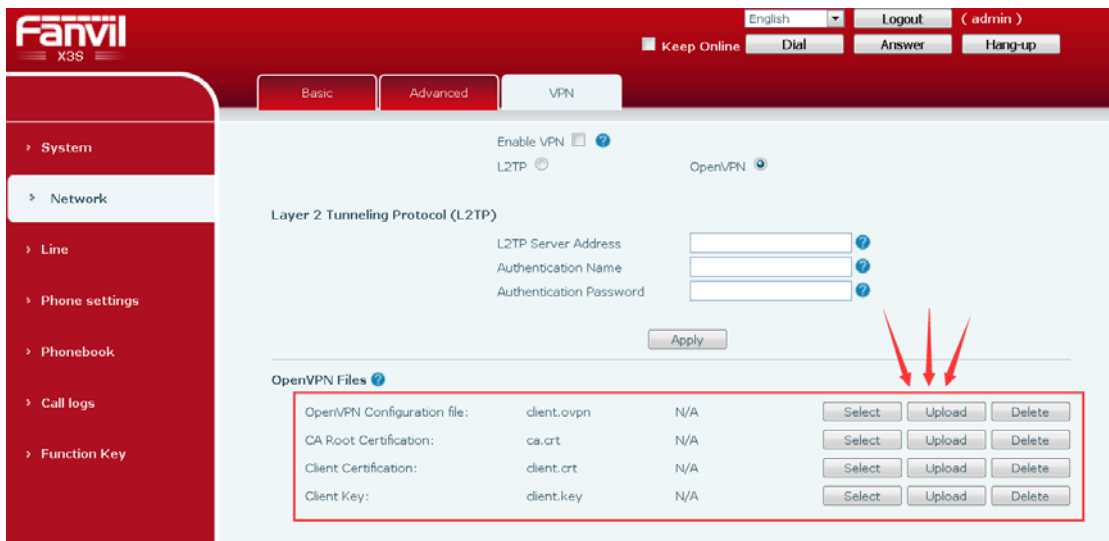 Fanvil
X3S
English Logout ( admin )
Keep Online Dial Answer Hang-up
Basic Advanced VPN
System
Network
Line
Phone settings
Phonebook
Call logs
Function Key
Enable VPN ?
L2TP OpenVPN
Layer 2 Tunneling Protocol (L2TP)
L2TP Server Address ?
Authentication Name ?
Authentication Password ?
Apply
OpenVPN Files ?
OpenVPN Configuration file: client.ovpn N/A Select Upload Delete
CA Root Certification: ca.crt N/A Select Upload Delete
Client Certification: client.crt N/A Select Upload Delete
Client Key: client.key N/A Select Upload Delete